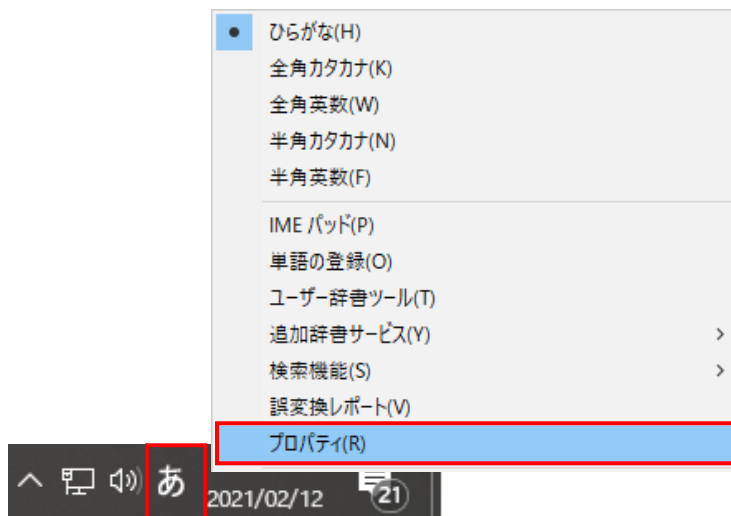 ひらがな(H)
全角カタカナ(K)
全角英数(W)
半角カタカナ(N)
半角英数(F)
IME パッド(P)
単語の登録(O)
ユーザー辞書ツール(T)
追加辞書サービス(Y)
検索機能(S)
誤変換レポート(V)
プロパティ(R)
あ
2021/02/12
21